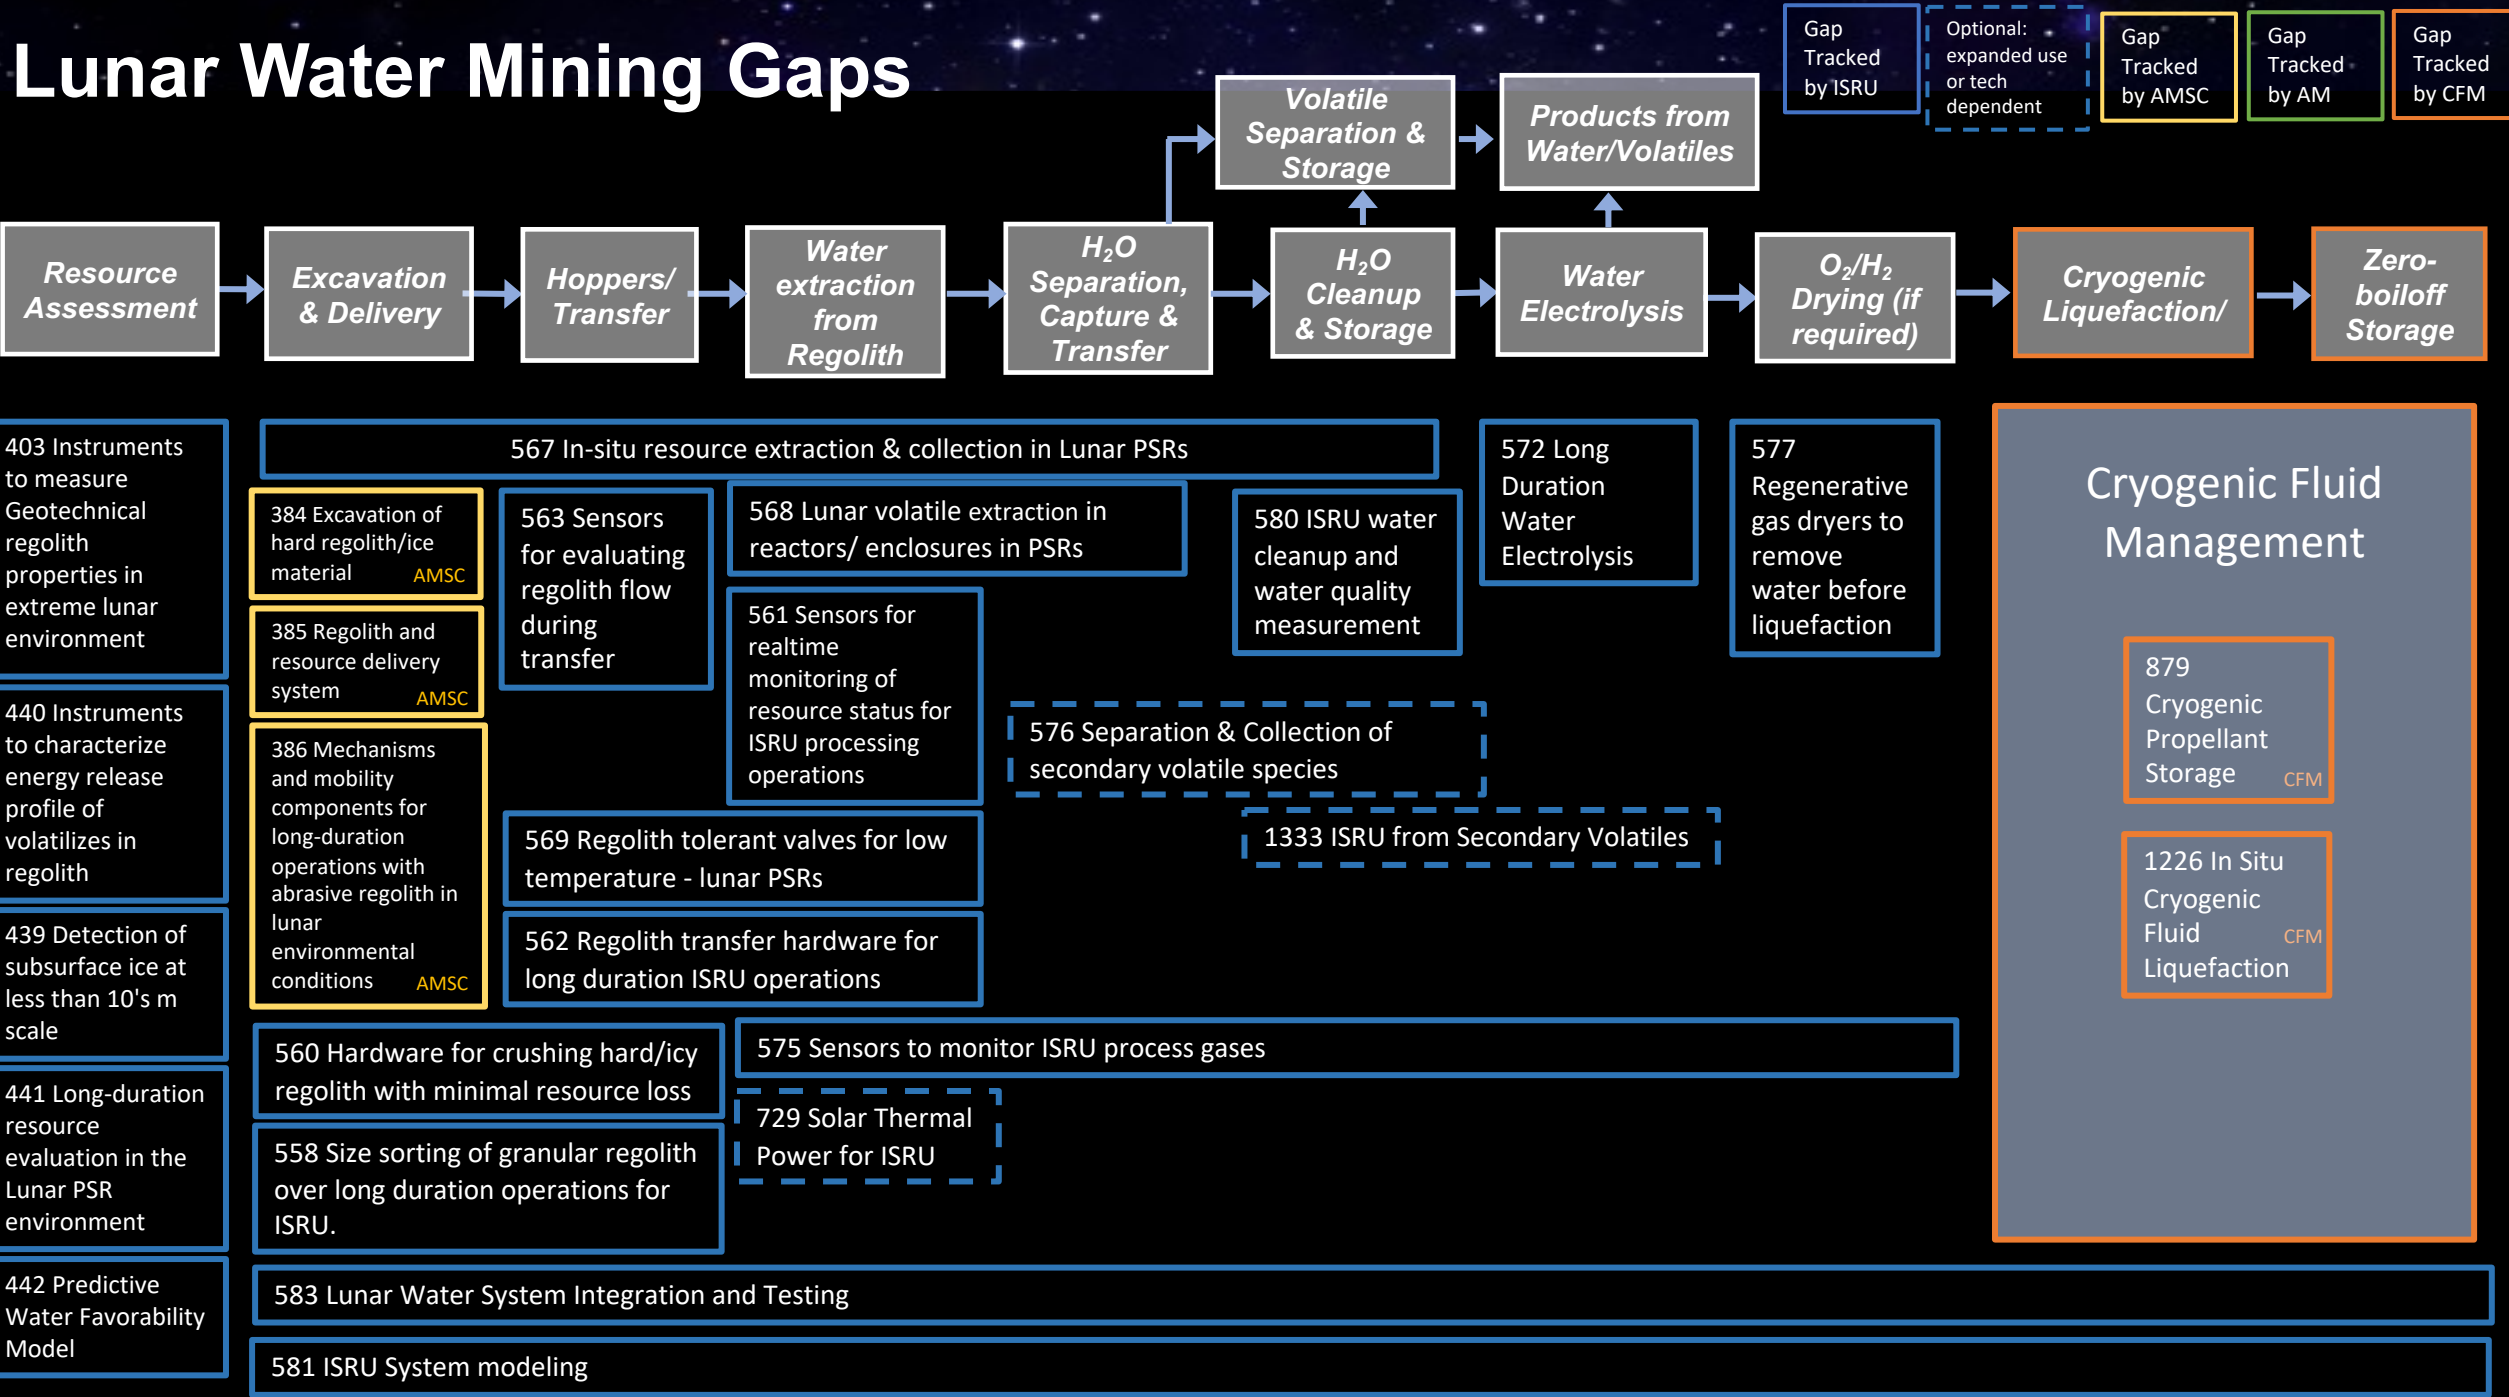 Lunar Water Mining Gaps
Gap
Tracked
by ISRU
Optional:
expanded use
or tech
dependent
Gap
Tracked
by AMSC
Gap
Tracked
by AM
Gap
Tracked
by CFM
Volatile
Separation &
Storage
Products from
Water/Volatiles
Resource
Assessment
Excavation
& Delivery
Hoppers/
Transfer
Water
extraction
from
Regolith
H₂O
Separation,
Capture &
Transfer
H₂O
Cleanup
& Storage
Water
Electrolysis
O₂/H₂
Drying (if
required)
Cryogenic
Liquefaction/
Zero-
boiloff
Storage
403 Instruments
to measure
Geotechnical
regolith
properties in
extreme lunar
environment
440 Instruments
to characterize
energy release
profile of
volatilizes in
regolith
439 Detection of
subsurface ice at
less than 10's m
scale
441 Long-duration
resource
evaluation in the
Lunar PSR
environment
442 Predictive
Water Favorability
Model
567 In-situ resource extraction & collection in Lunar PSRs
384 Excavation of
hard regolith/ice
material AMSC
385 Regolith and
resource delivery
system AMSC
386 Mechanisms
and mobility
components for
long-duration
operations with
abrasive regolith in
lunar
environmental
conditions AMSC
563 Sensors
for evaluating
regolith flow
during
transfer
568 Lunar volatile extraction in
reactors/ enclosures in PSRs
561 Sensors for
realtime
monitoring of
resource status for
ISRU processing
operations
569 Regolith tolerant valves for low
temperature - lunar PSRs
562 Regolith transfer hardware for
long duration ISRU operations
560 Hardware for crushing hard/icy
regolith with minimal resource loss
558 Size sorting of granular regolith
over long duration operations for
ISRU.
580 ISRU water
cleanup and
water quality
measurement
572 Long
Duration
Water
Electrolysis
577
Regenerative
gas dryers to
remove
water before
liquefaction
576 Separation & Collection of
secondary volatile species
1333 ISRU from Secondary Volatiles
575 Sensors to monitor ISRU process gases
729 Solar Thermal
Power for ISRU
583 Lunar Water System Integration and Testing
581 ISRU System modeling
Cryogenic Fluid
Management
879
Cryogenic
Propellant
Storage CFM
1226 In Situ
Cryogenic
Fluid CFM
Liquefaction